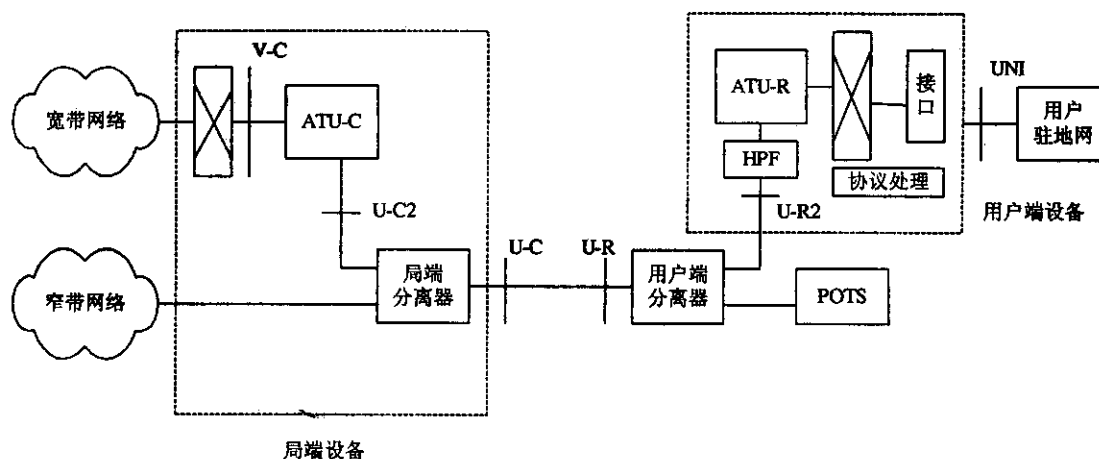 V-C
宽带网络
ATU-C
U-C2
局端
分离器
窄带网络
局端设备
U-C
U-R
用户端
分离器
POTS
ATU-R
HPF
U-R2
接
口
协议处理
UNI
用户
驻地网
用户端设备